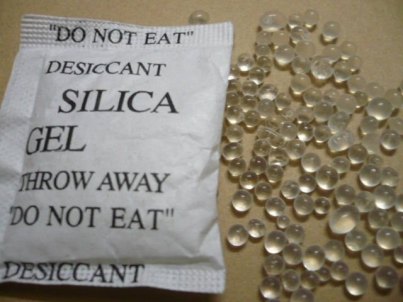 "DO NOT EAT"
DESICCANT
SILICA
GEL
THROW AWAY
"DO NOT EAT"
DESICCANT